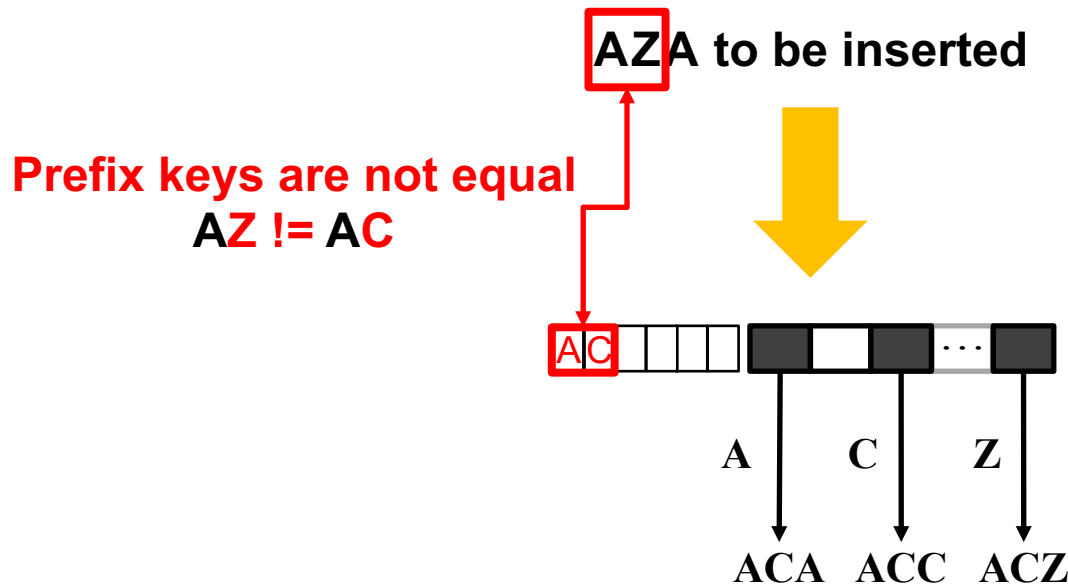 AZA to be inserted
Prefix keys are not equal
AZ != AC
AC
...
A C Z
ACA ACC ACZ